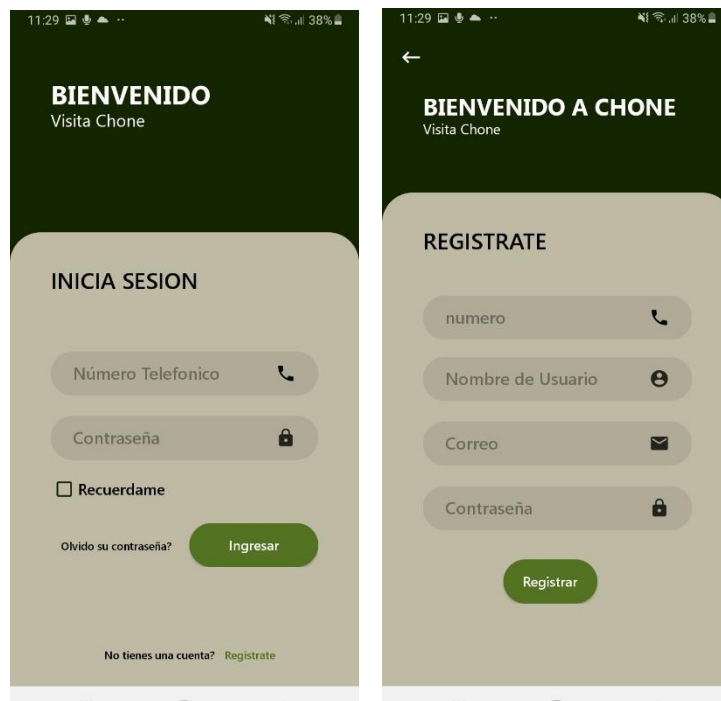 11:29 38%
BIENVENIDO
Visita Chone
INICIA SESION
Número Telefonico
Contraseña
Recuerdame
Olvido su contraseña? Ingresar
No tienes una cuenta? Registrate
11:29 38%
BIENVENIDO A CHONE
Visita Chone
REGISTRATE
numero
Nombre de Usuario
Correo
Contraseña
Registrar